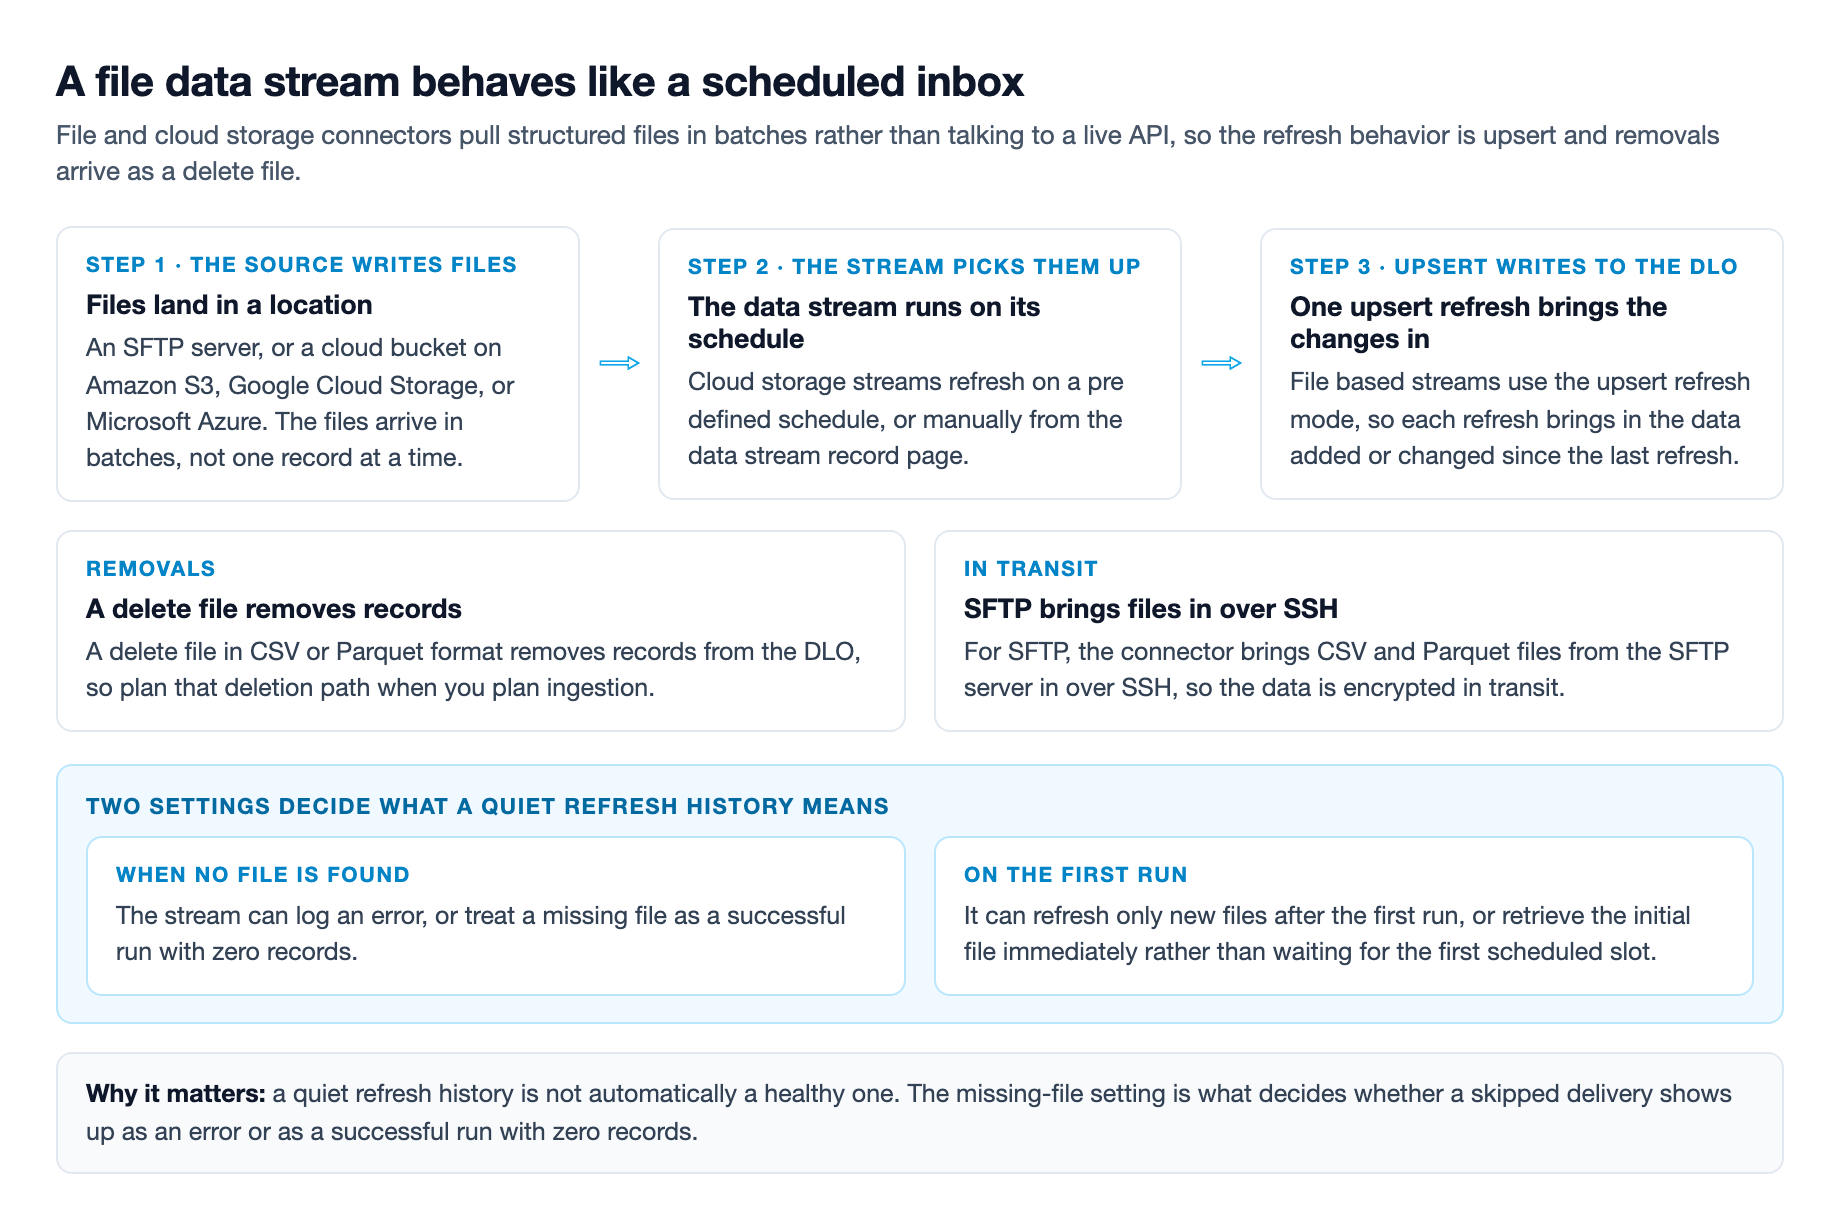 A file data stream behaves like a scheduled inbox
File and cloud storage connectors pull structured files in batches rather than talking to a live API, so the refresh behavior is upsert and removals
arrive as a delete file.
STEP 1 · THE SOURCE WRITES FILES
Files land in a location
An SFTP server, or a cloud bucket on
Amazon S3, Google Cloud Storage, or
Microsoft Azure. The files arrive in
batches, not one record at a time.
STEP 2 · THE STREAM PICKS THEM UP
The data stream runs on its
schedule
Cloud storage streams refresh on a pre
defined schedule, or manually from the
data stream record page.
STEP 3 · UPSERT WRITES TO THE DLO
One upsert refresh brings the
changes in
File based streams use the upsert refresh
mode, so each refresh brings in the data
added or changed since the last refresh.
REMOVALS
A delete file removes records
A delete file in CSV or Parquet format removes records from the DLO,
so plan that deletion path when you plan ingestion.
IN TRANSIT
SFTP brings files in over SSH
For SFTP, the connector brings CSV and Parquet files from the SFTP
server in over SSH, so the data is encrypted in transit.
TWO SETTINGS DECIDE WHAT A QUIET REFRESH HISTORY MEANS
WHEN NO FILE IS FOUND
The stream can log an error, or treat a missing file as a successful
run with zero records.
ON THE FIRST RUN
It can refresh only new files after the first run, or retrieve the initial
file immediately rather than waiting for the first scheduled slot.
Why it matters: a quiet refresh history is not automatically a healthy one. The missing-file setting is what decides whether a skipped delivery shows
up as an error or as a successful run with zero records.